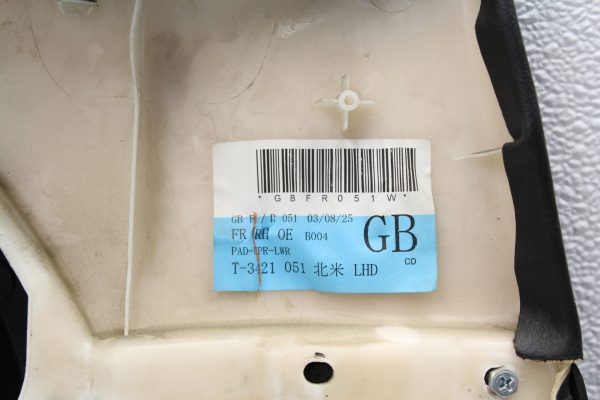 *GBFR051W*
GB F / R 051 03/08/25
FR RH OE B004
GB
CD
PAD-UPR-LWR
T-3421 051 北米 LHD